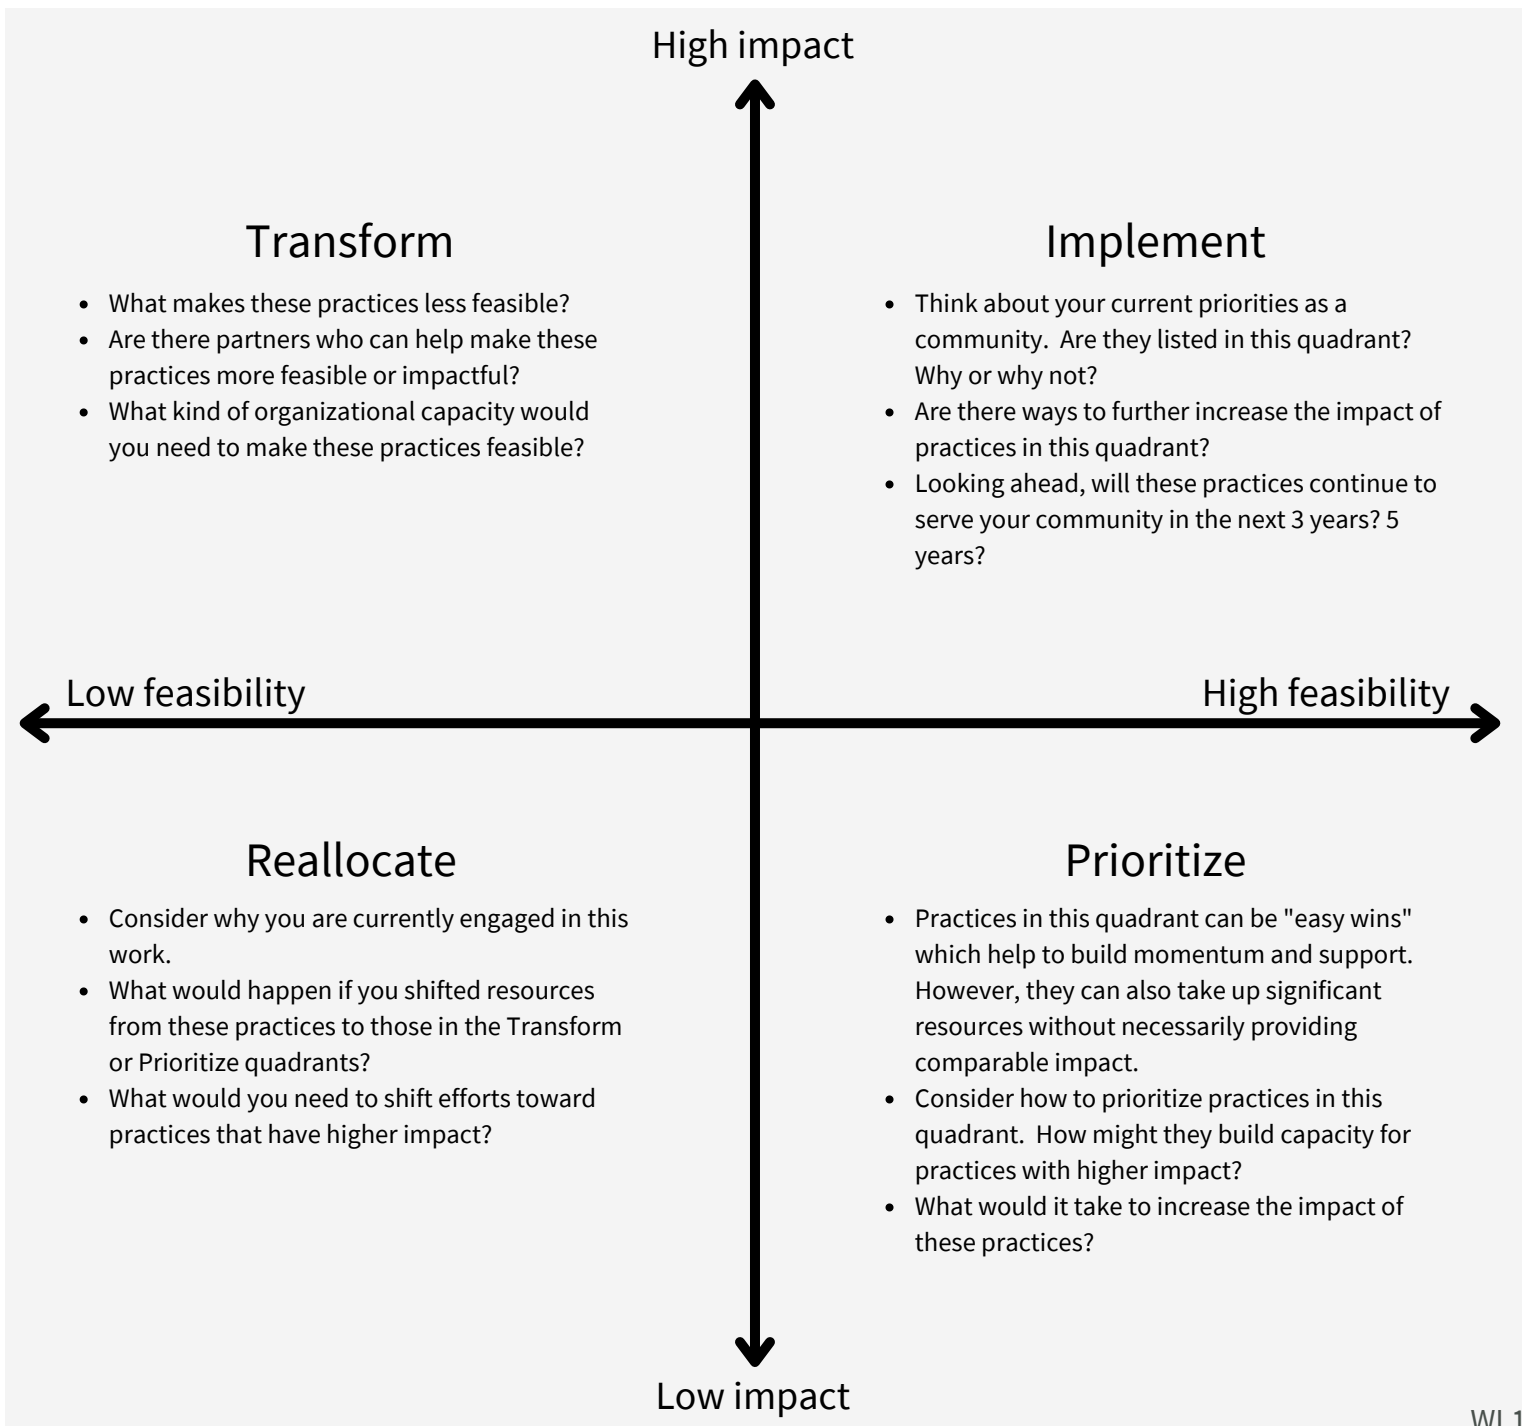 High impact
Transform
• What makes these practices less feasible?
• Are there partners who can help make these
practices more feasible or impactful?
• What kind of organizational capacity would
you need to make these practices feasible?
Implement
• Think about your current priorities as a
community.  Are they listed in this quadrant?
Why or why not?
• Are there ways to further increase the impact of
practices in this quadrant?
• Looking ahead, will these practices continue to
serve your community in the next 3 years? 5
years?
Low feasibility
High feasibility
Reallocate
• Consider why you are currently engaged in this
work.
• What would happen if you shifted resources
from these practices to those in the Transform
or Prioritize quadrants?
• What would you need to shift efforts toward
practices that have higher impact?
Prioritize
• Practices in this quadrant can be "easy wins"
which help to build momentum and support.
However, they can also take up significant
resources without necessarily providing
comparable impact.
• Consider how to prioritize practices in this
quadrant.  How might they build capacity for
practices with higher impact?
• What would it take to increase the impact of
these practices?
Low impact